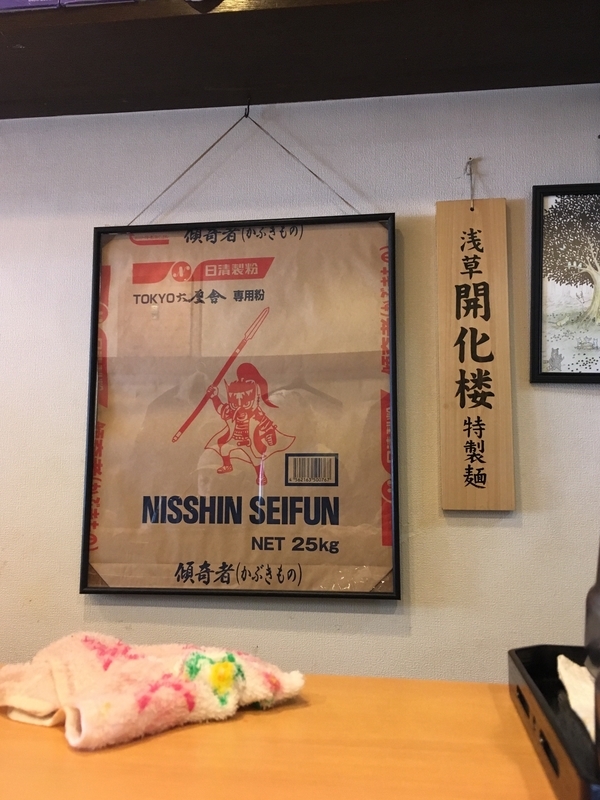 傾奇者(かぶきもの)
日清製粉
TOKYO大屋會 専用粉
NISSHIN SEIFUN
NET 25kg
傾奇者(かぶきもの)
浅草
開化楼
特製麺